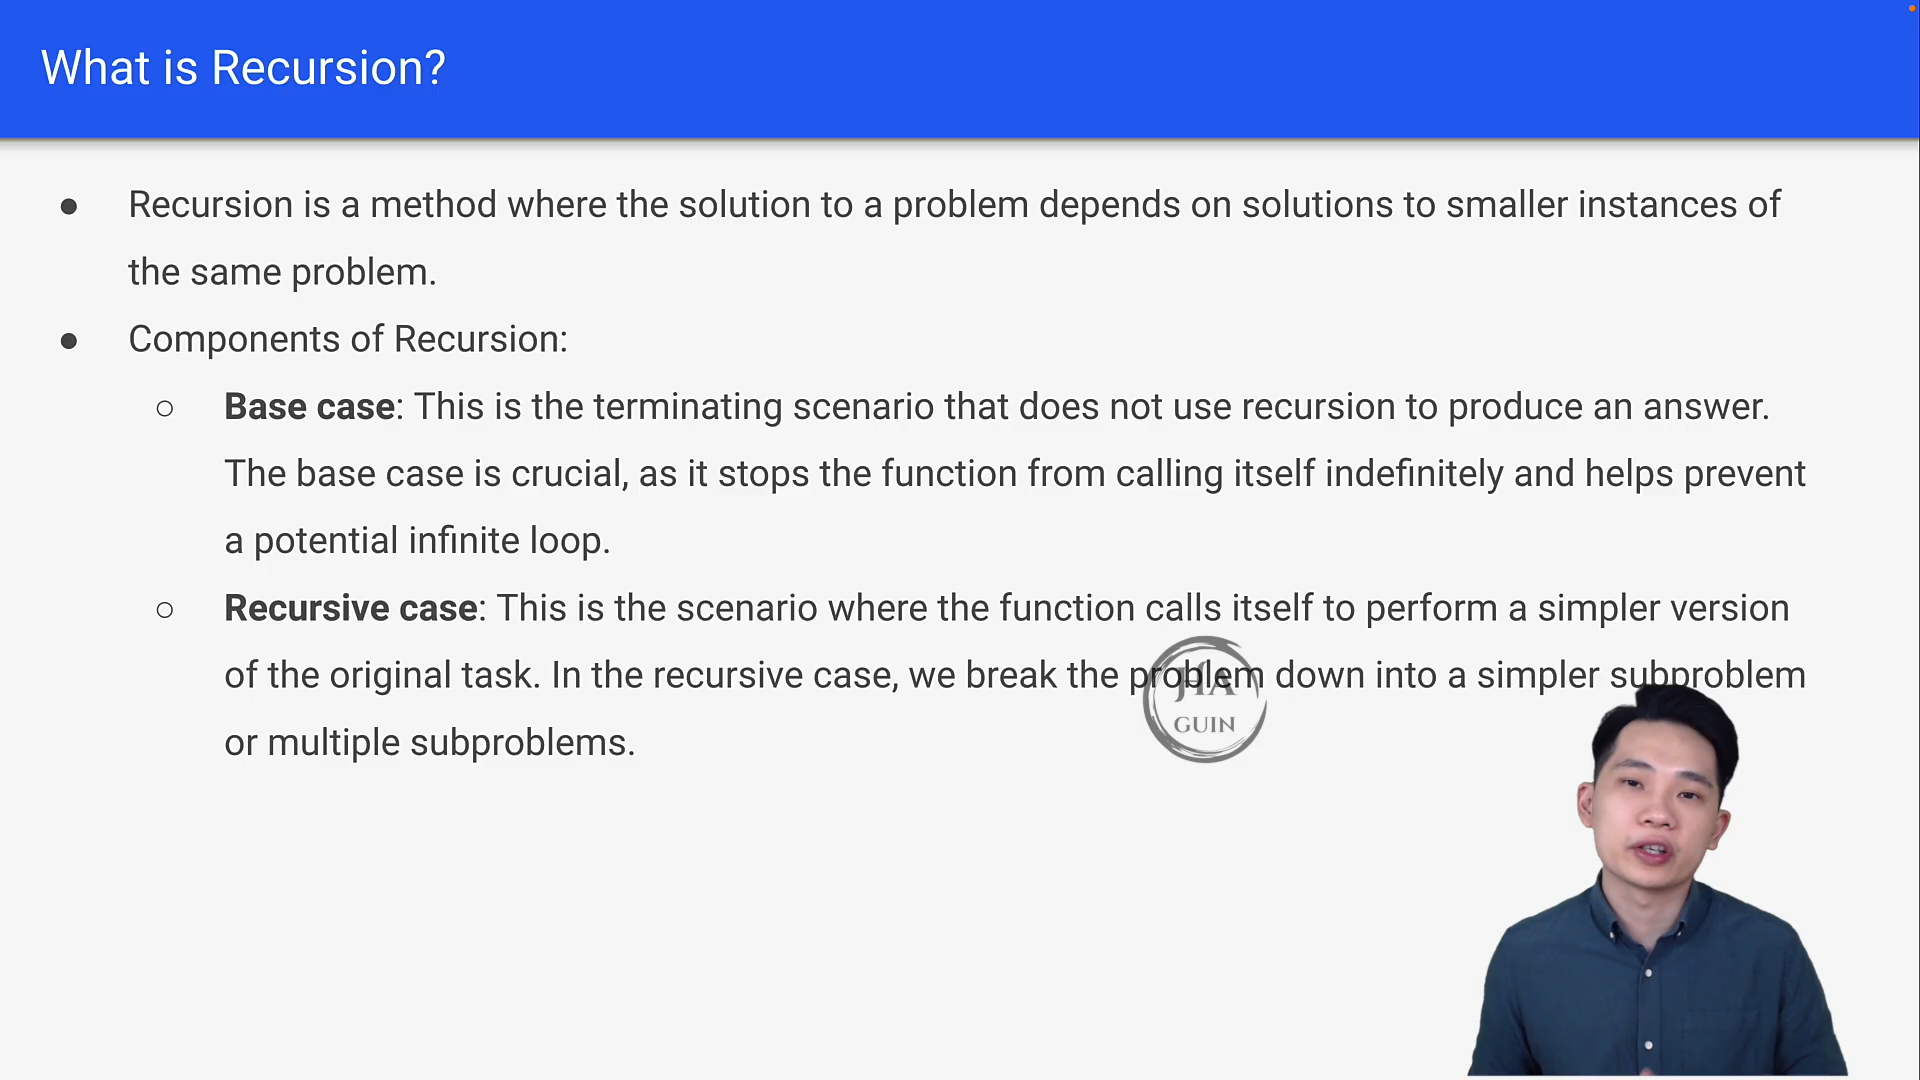 What is Recursion?
● Recursion is a method where the solution to a problem depends on solutions to smaller instances of
the same problem.
● Components of Recursion:
○ Base case: This is the terminating scenario that does not use recursion to produce an answer.
The base case is crucial, as it stops the function from calling itself indefinitely and helps prevent
a potential infinite loop.
○ Recursive case: This is the scenario where the function calls itself to perform a simpler version
of the original task. In the recursive case, we break the problem down into a simpler subproblem
or multiple subproblems.
JIA
GUIN